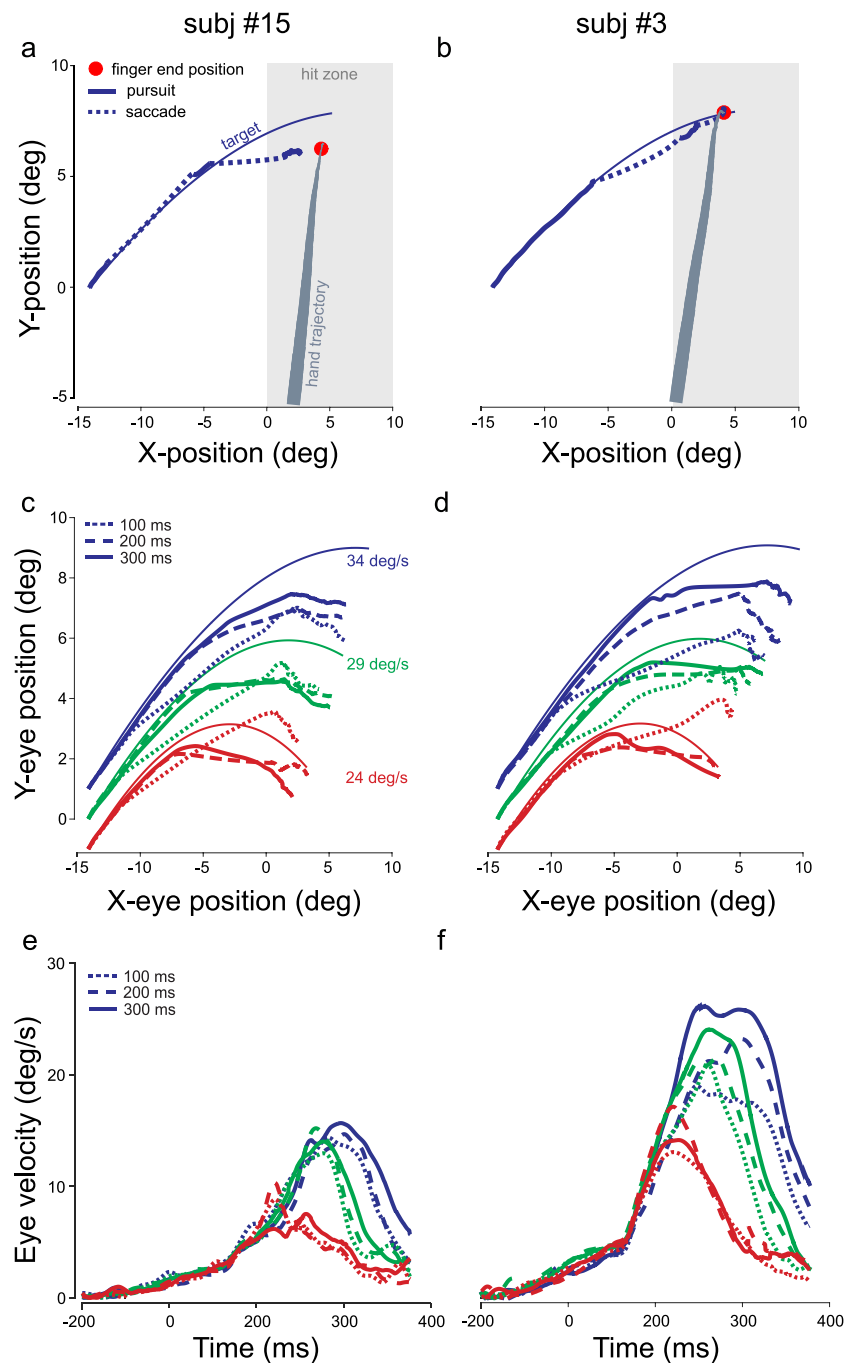 subj #15
subj #3
a
b
finger end position
pursuit
saccade
hit zone
target
hand trajectory
10
5
0
-5
Y-position (deg)
-15 -10 -5 0 5 10
-15 -10 -5 0 5 10
X-position (deg)
X-position (deg)
c
d
100 ms
200 ms
300 ms
34 deg/s
29 deg/s
24 deg/s
10
8
6
4
2
0
Y-eye position (deg)
-15 -10 -5 0 5 10
-15 -10 -5 0 5 10
X-eye position (deg)
X-eye position (deg)
e
f
100 ms
200 ms
300 ms
30
20
10
0
Eye velocity (deg/s)
-200 0 200 300 400
-200 0 200 300 400
Time (ms)
Time (ms)